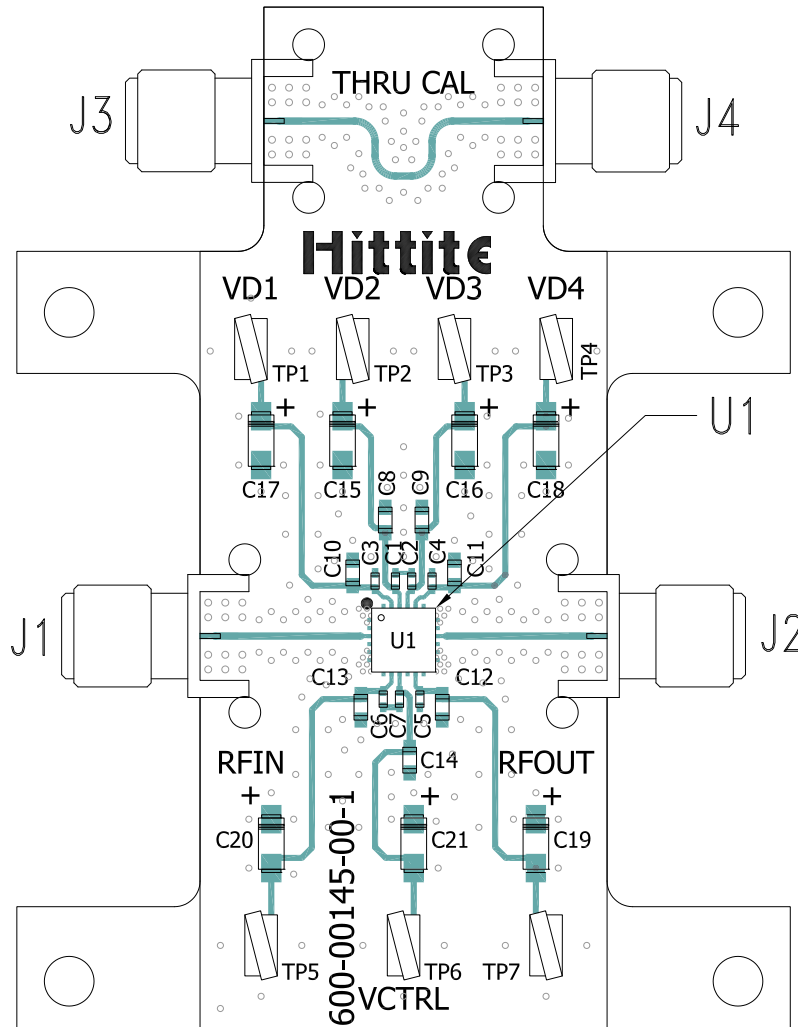 THRU CAL
J3
J4
Hittite
VD1
VD2
VD3
VD4
TP1
TP2
TP3
TP4
+
+
+
+
U1
C17
C15
C16
C18
C8
C9
C10
C3
C1
C2
C4
C11
J1
U1
J2
C13
C12
C6
C7
C5
RFIN
C14
RFOUT
+
+
+
C20
C21
C19
600-00145-00-1
TP5
TP6
TP7
VCTRL